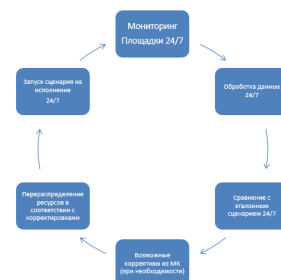 Мониторинг
Площадки 24/7
Обработка данных
24/7
Сравнение с
эталонным
сценарием 24/7
Возможные
коррективы из МК
(при необходимости)
Перераспределение
ресурсов в
соответствии с
корректировками
Запуск сценария на
исполнение
24/7